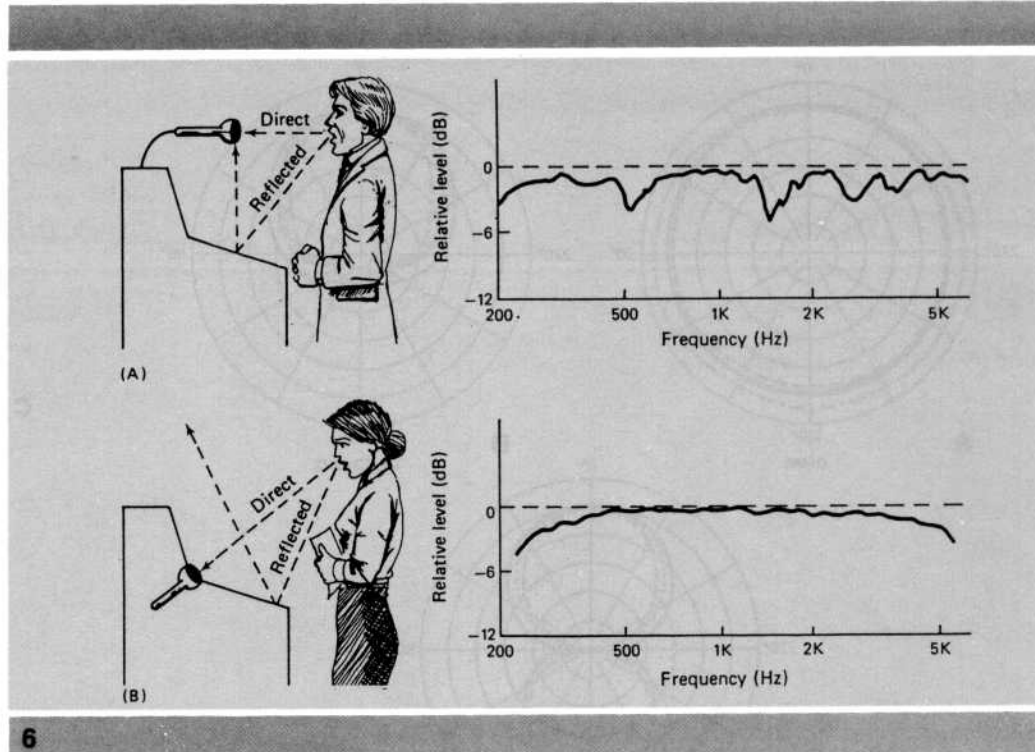 Direct
Reflected
(A)
Relative level (dB)
0
–6
–12
200
500
1K
2K
5K
Frequency (Hz)
Direct
Reflected
(B)
Relative level (dB)
0
–6
–12
200
500
1K
2K
5K
Frequency (Hz)
6